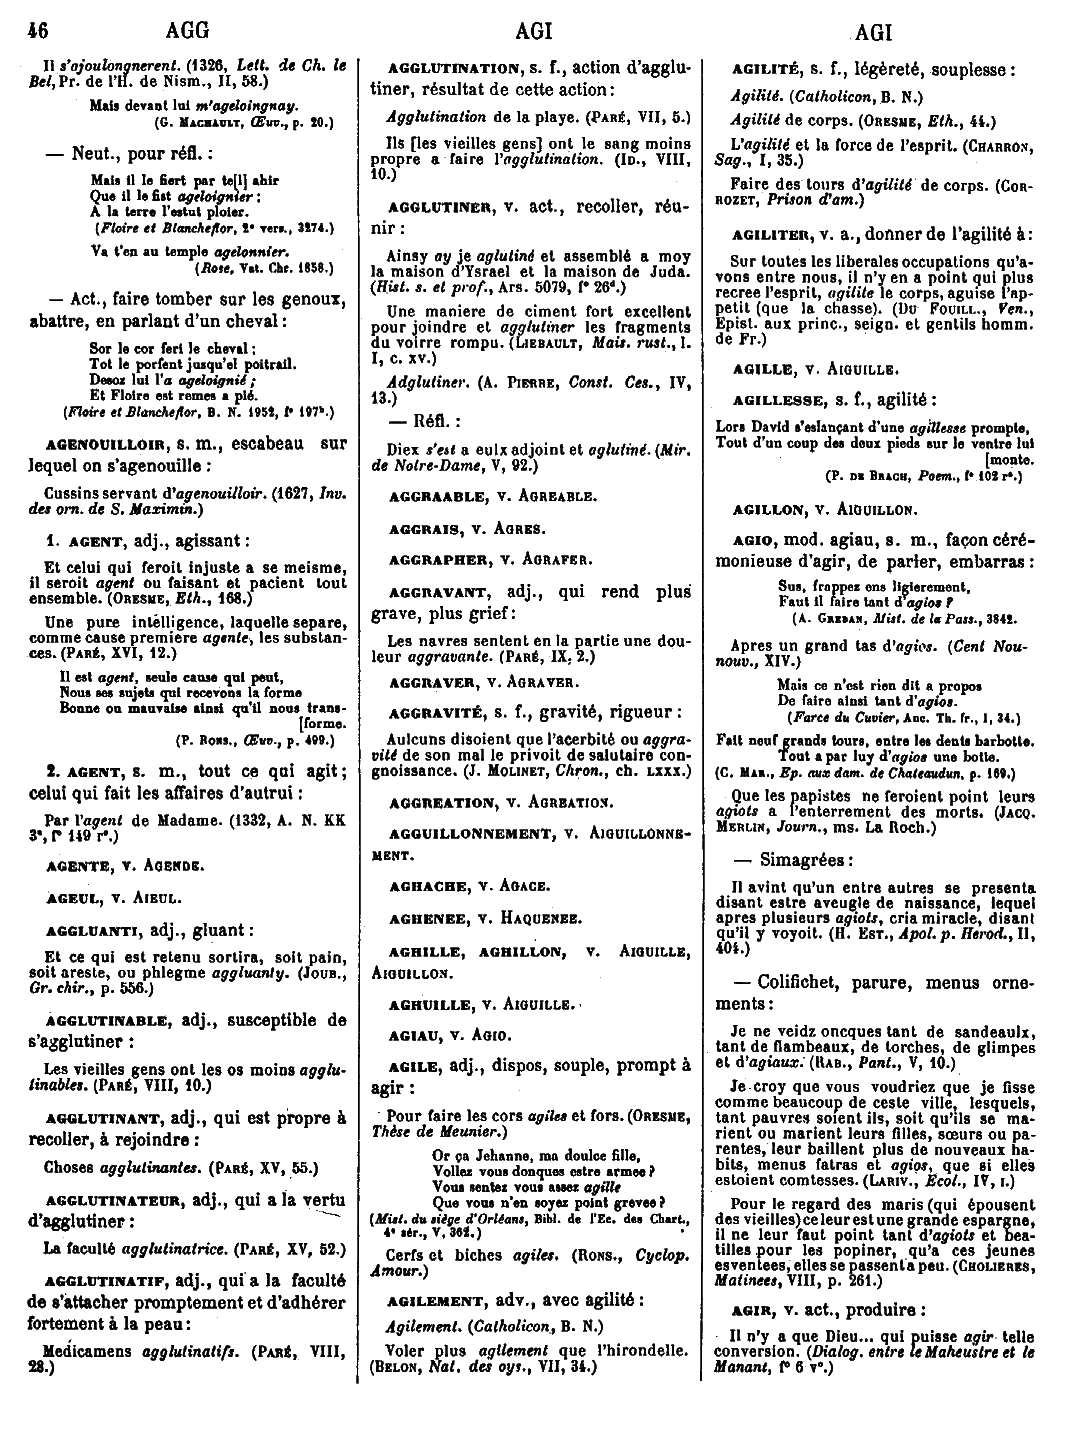 46 AGG AGI AGI
Il s'ajoulongnerent. (1326, Lett. de Ch. le
Bel, Pr. de l'H. de Nism., II, 58.)
Mais devant lui m'ageloingnay.
(G. MACHAULT, Œuv., p. 20.)
— Neut., pour réfl. :
Mais il le fiert par te[l] ahir
Que il le fist ageloignier :
A la terre l'estut ploier.
(Floire et Blancheflor, 2e vers., 3274.)
Va t'en au temple agelonnier.
(Rose, Vat. Chr. 1858.)
— Act., faire tomber sur les genoux,
abattre, en parlant d'un cheval :
Sor le cor feri le cheval ;
Tot le porfent jusqu'el poitrail.
Desoz lui l'a ageloignié ;
Et Floire est remes a pié.
(Floire et Blancheflor, B. N. 1952, f° 197b.)
AGENOUILLOIR, s. m., escabeau sur
lequel on s'agenouille :
Cussins servant d'agenouilloir. (1627, Inv.
des orn. de S. Maximin.)
1. AGENT, adj., agissant :
Et celui qui feroit injuste a se meisme,
il seroit agent ou faisant et pacient tout
ensemble. (ORESME, Eth., 168.)
Une pure intelligence, laquelle separe,
comme cause premiere agente, les substan-
ces. (PARÉ, XVI, 12.)
Il est agent, seule cause qui peut,
Nous ses sujets qui recevons la forme
Bonne ou mauvaise ainsi qu'il nous trans-
[forme.
(P. RONS., Œuv., p. 499.)
2. AGENT, s. m., tout ce qui agit ;
celui qui fait les affaires d'autrui :
Par l'agent de Madame. (1332, A. N. KK
3a, f° 149 r°.)
AGENTE, v. AGENDE.
AGEUL, v. AIEUL.
AGGLUANTI, adj., gluant :
Et ce qui est retenu sortira, soit pain,
soit areste, ou phlegme aggluanty. (JOUB.,
Gr. chir., p. 556.)
AGGLUTINABLE, adj., susceptible de
s'agglutiner :
Les vieilles gens ont les os moins agglu-
tinables. (PARÉ, VIII, 10.)
AGGLUTINANT, adj., qui est propre à
recoller, à rejoindre :
Choses agglutinantes. (PARÉ, XV, 55.)
AGGLUTINATEUR, adj., qui a la vertu
d'agglutiner :
La faculté agglutinatrice. (PARÉ, XV, 52.)
AGGLUTINATIF, adj., qui a la faculté
de s'attacher promptement et d'adhérer
fortement à la peau :
Medicamens agglutinatifs. (PARÉ, VIII,
28.)
AGGLUTINATION, s. f., action d'agglu-
tiner, résultat de cette action :
Agglutination de la playe. (PARÉ, VII, 5.)
Ils [les vieilles gens] ont le sang moins
propre a faire l'agglutination. (ID., VIII,
10.)
AGGLUTINER, v. act., recoller, réu-
nir :
Ainsy ay je aglutiné et assemblé a moy
la maison d'Ysrael et la maison de Juda.
(Hist. s. et prof., Ars. 5079, f° 26d.)
Une maniere de ciment fort excellent
pour joindre et agglutiner les fragments
du voirre rompu. (LIEBAULT, Mais. rust., l.
I, c. XV.)
Adglutiner. (A. PIERRE, Const. Ces., IV,
13.)
— Réfl. :
Diex s'est a eulx adjoint et aglutiné. (Mir.
de Notre-Dame, V, 92.)
AGGRAABLE, v. AGREABLE.
AGGRAIS, v. AGRES.
AGGRAPHER, v. AGRAFER.
AGGRAVANT, adj., qui rend plus
grave, plus grief :
Les navres sentent en la partie une dou-
leur aggravante. (PARÉ, IX, 2.)
AGGRAVER, v. AGRAVER.
AGGRAVITÉ, s. f., gravité, rigueur :
Aulcuns disoient que l'acerbité ou aggra-
vité de son mal le privoit de salutaire con-
gnoissance. (J. MOLINET, Chron., ch. LXXX.)
AGGREATION, v. AGREATION.
AGGUILLONNEMENT, v. AIGUILLONNE-
MENT.
AGHACHE, v. AGACE.
AGHENEE, v. HAQUENEE.
AGHILLE, AGHILLON, v. AIGUILLE,
AIGUILLON.
AGHUILLE, v. AIGUILLE.
AGIAU, v. AGIO.
AGILE, adj., dispos, souple, prompt à
agir :
Pour faire les cors agiles et fors. (ORESME,
Thèse de Meunier.)
Or ça Jehanne, ma doulce fille,
Vollez vous donques estre armee ?
Vous sentez vous assez agille
Que vous n'en soyez point grevee ?
(Mist. du siège d'Orléans, Bibl. de l'Ec. des Chart.,
4e sér., V, 362.)
Cerfs et biches agiles. (RONS., Cyclop.
Amour.)
AGILEMENT, adv., avec agilité :
Agilement. (Catholicon, B. N.)
Voler plus agilement que l'hirondelle.
(BELON, Nat. des oys., VII, 34.)
AGILITÉ, s. f., légèreté, souplesse :
Agilité. (Catholicon, B. N.)
Agilité de corps. (ORESME, Eth., 44.)
L'agilité et la force de l'esprit. (CHARRON,
Sag., I, 35.)
Faire des tours d'agilité de corps. (COR-
ROZET, Prison d'am.)
AGILITER, v. a., donner de l'agilité à :
Sur toutes les liberales occupations qu'a-
vons entre nous, il n'y en a point qui plus
recree l'esprit, agilite le corps, aguise l'ap-
petit (que la chasse). (DU FOUILL., Ven.,
Epist. aux princ., seign. et gentils homm.
de Fr.)
AGILLE, v. AIGUILLE.
AGILLESSE, s. f., agilité :
Lors David s'eslançant d'une agillesse prompte,
Tout d'un coup des deux pieds sur le ventre lui
[monte.
(P. DE BRACH, Poem., f° 102 r°.)
AGILLON, v. AIGUILLON.
AGIO, mod. agiau, s. m., façon céré-
monieuse d'agir, de parler, embarras :
Sus, frappez ens ligierement,
Faut il faire tant d'agios ?
(A. GREBAN, Mist. de la Pass., 3842.
Apres un grand tas d'agios. (Cent Nou-
nouv., XIV.)
Mais ce n'est rien dit a propos
De faire ainsi tant d'agios.
(Farce du Cuvier, Anc. Th. fr., I, 34.)
Fait neuf grands tours, entre les dents barbotte.
Tout a par luy d'agios une botte.
(C. MAR., Ep. aux dam. de Chateaudun, p. 169.)
Que les papistes ne feroient point leurs
agiots a l'enterrement des morts. (JACQ.
MERLIN, Journ., ms. La Roch.)
— Simagrées :
Il avint qu'un entre autres se presenta
disant estre aveugle de naissance, lequel
apres plusieurs agiots, cria miracle, disant
qu'il y voyoit. (H. EST., Apol. p. Herod., II,
404.)
— Colifichet, parure, menus orne-
ments :
Je ne veidz oncques tant de sandeaulx,
tant de flambeaux, de torches, de glimpes
et d'agiaux. (RAB., Pant., V, 10.)
Je croy que vous voudriez que je fisse
comme beaucoup de ceste ville, lesquels,
tant pauvres soient ils, soit qu'ils se ma-
rient ou marient leurs filles, sœurs ou pa-
rentes, leur baillent plus de nouveaux ha-
bits, menus fatras et agios, que si elles
estoient comtesses. (LARIV., Ecol., IV, I.)
Pour le regard des maris (qui épousent
des vieilles) ce leur est une grande espargne,
il ne leur faut point tant d'agiots et bea-
tilles pour les popiner, qu'a ces jeunes
esventees, elles se passent a peu. (CHOLIERES,
Matinees, VIII, p. 261.)
AGIR, v. act., produire :
Il n'y a que Dieu... qui puisse agir telle
conversion. (Dialog. entre le Maheustre et le
Manant, f° 6 v°.)